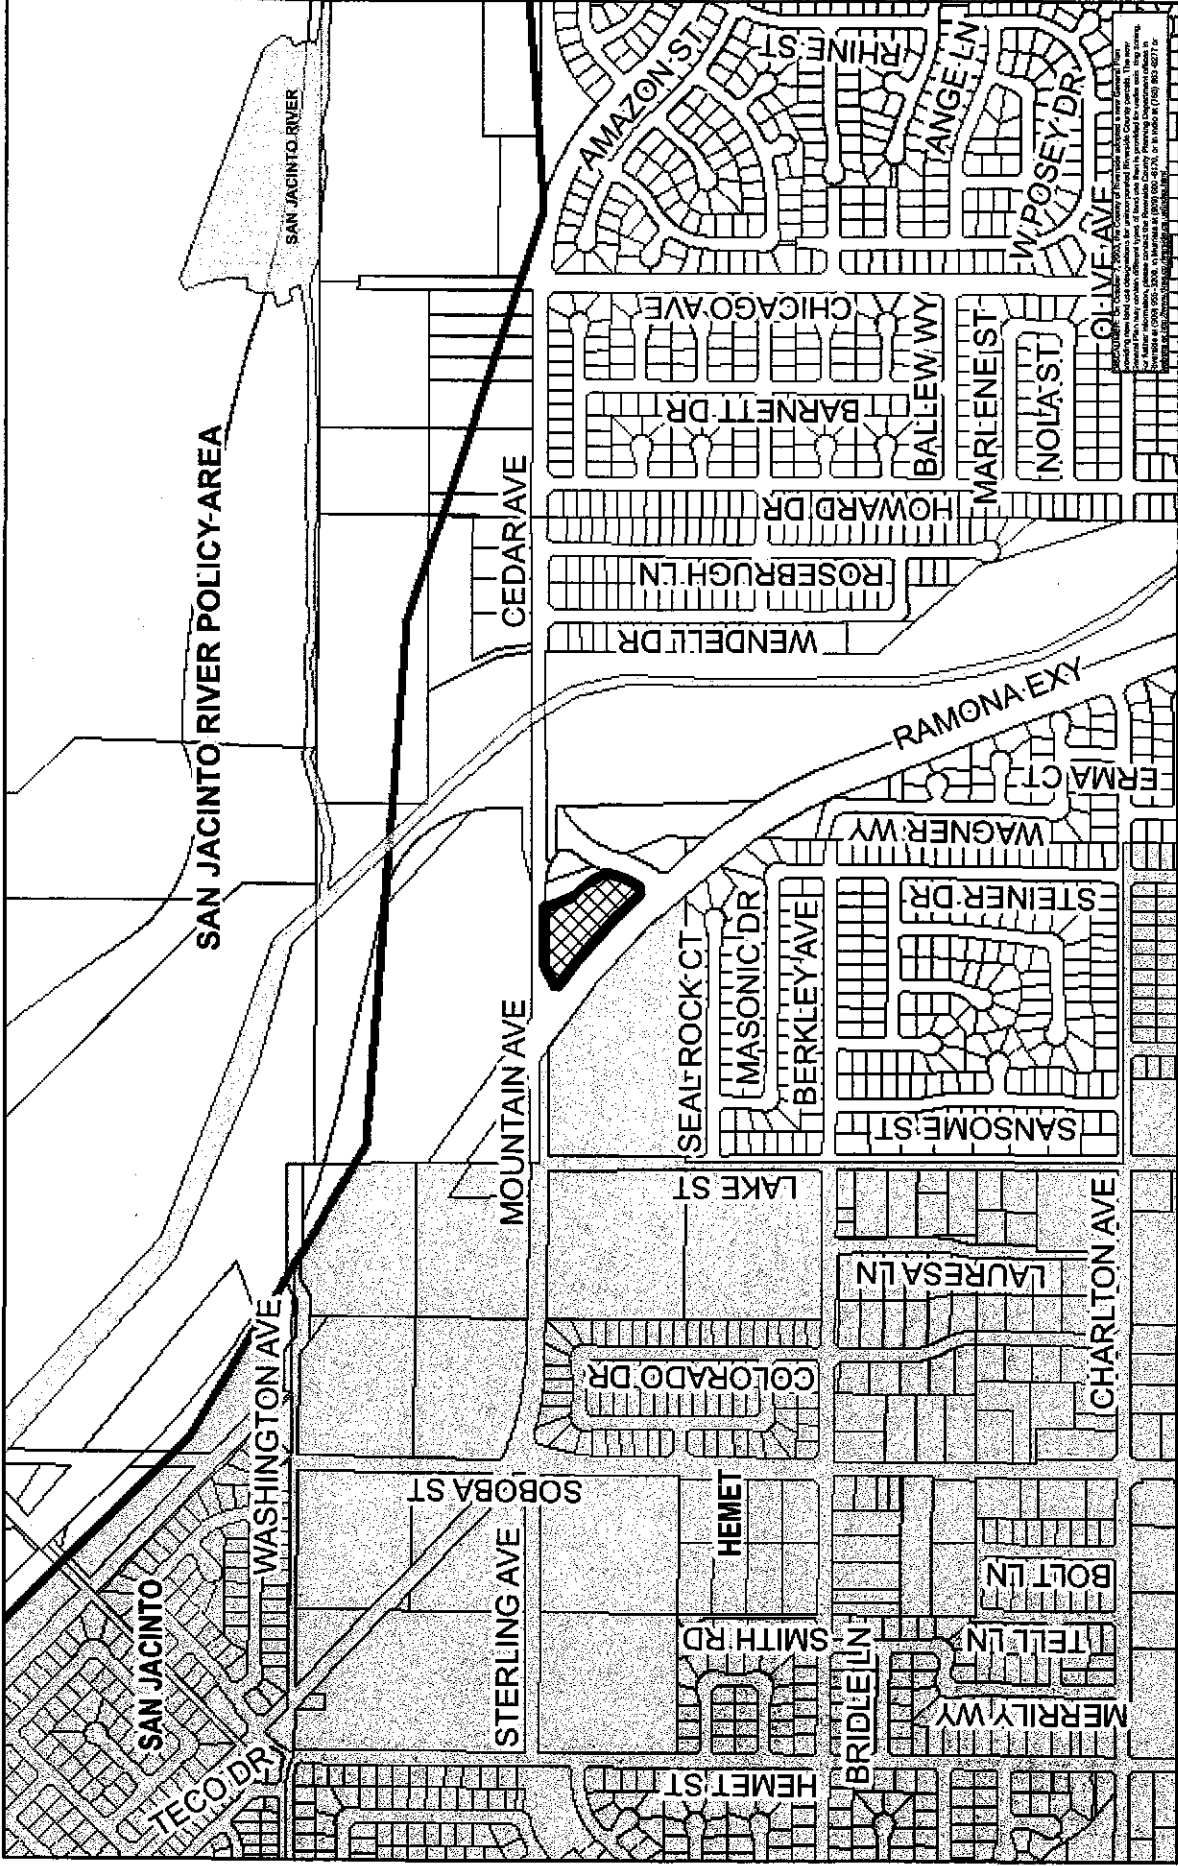 SAN JACINTO RIVER
SAN JACINTO RIVER POLICY AREA
AMAZON ST
RHINE ST
ANGE LN
W POSEY DR
OLIVE AVE
CHICAGO AVE
BARNETT DR
BALLEW WY
MARLENE ST
NOLA ST
CEDAR AVE
HOWARD DR
ROSEBRUGH LN
WENDELL DR
RAMONA EXY
ERMA CT
WAGNER WY
STEINER DR
MOUNTAIN AVE
SEAL ROCK CT
MASONIC DR
BERKLEY AVE
SANSOME ST
LAKE ST
LAURESA LN
CHARLTON AVE
WASHINGTON AVE
COLORADO DR
SOBOBA ST
HEMET
STERLING AVE
SAN JACINTO
SMITH RD
BOLT LN
TELL LN
BRIDLE LN
MERRILY WY
TECO DR
HEMET ST